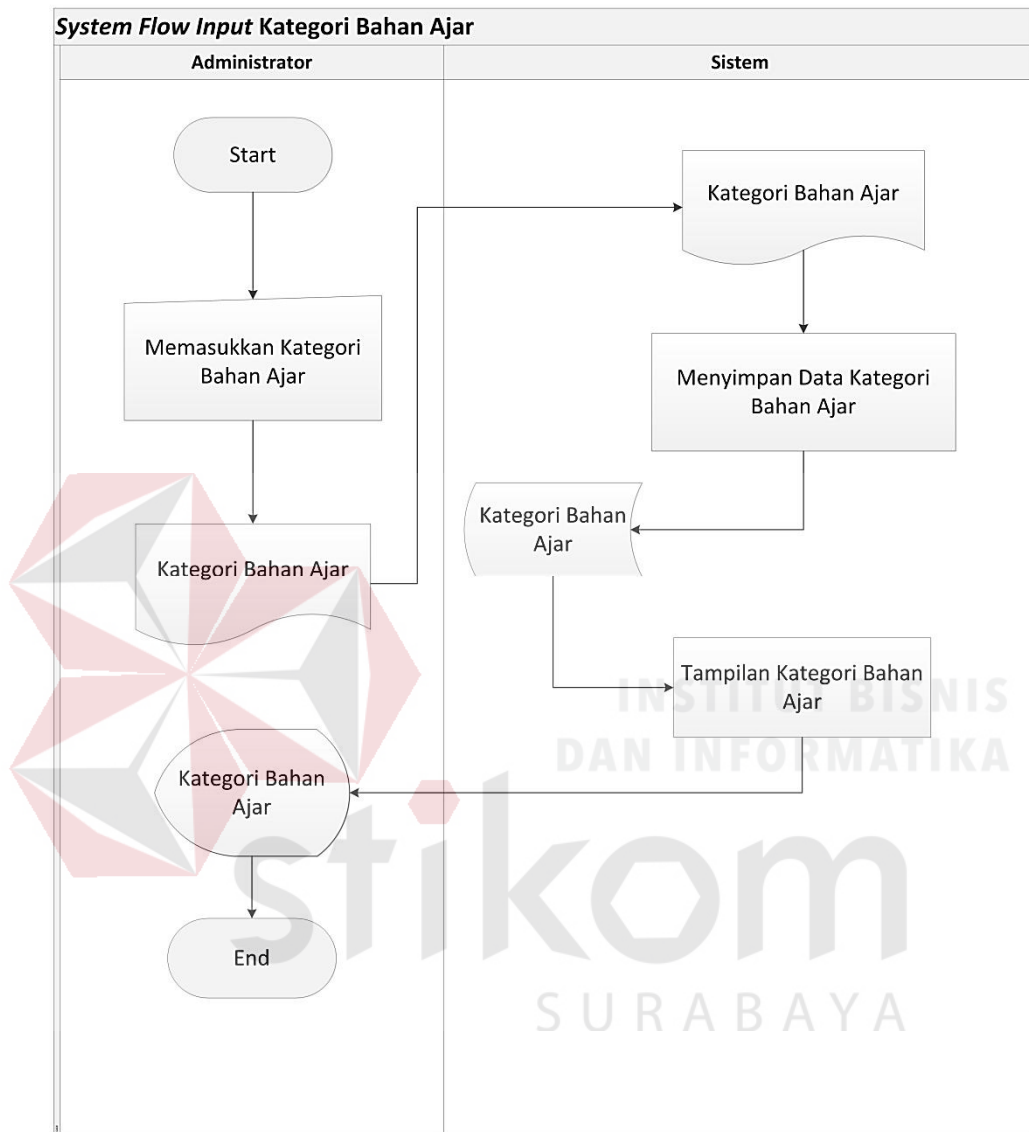 System Flow Input Kategori Bahan Ajar
Administrator
Sistem
Start
Memasukkan Kategori
Bahan Ajar
Kategori Bahan Ajar
Kategori Bahan Ajar
Menyimpan Data Kategori
Bahan Ajar
Kategori Bahan
Ajar
Tampilan Kategori Bahan
Ajar
Kategori Bahan
Ajar
End
INSTITUT BISNIS
DAN INFORMATIKA
stikom
SURABAYA